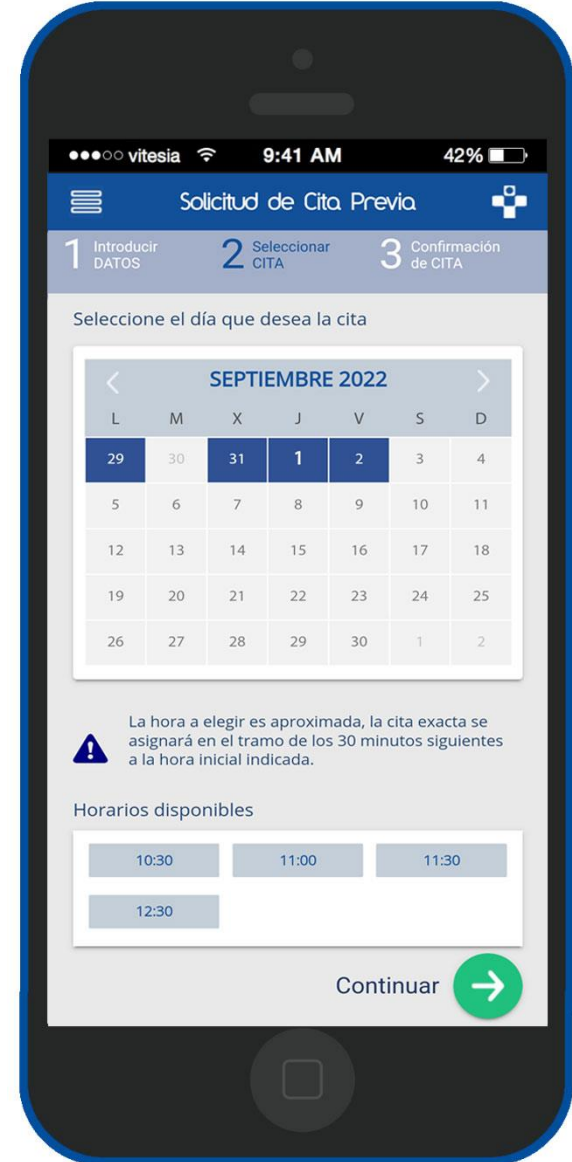 vitesia 9:41 AM 42%
Solicitud de Cita Previa
1 Introducir DATOS 2 Seleccionar CITA 3 Confirmación de CITA
Seleccione el día que desea la cita
SEPTIEMBRE 2022
L M X J V S D
29 30 31 1 2 3 4
5 6 7 8 9 10 11
12 13 14 15 16 17 18
19 20 21 22 23 24 25
26 27 28 29 30 1 2
La hora a elegir es aproximada, la cita exacta se
asignará en el tramo de los 30 minutos siguientes
a la hora inicial indicada.
Horarios disponibles
10:30 11:00 11:30
12:30
Continuar